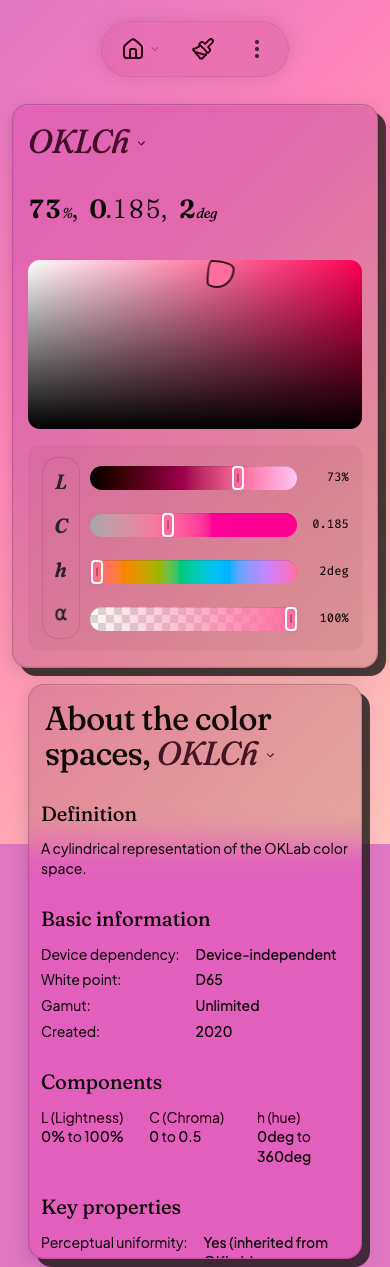 OKLCh
73%, 0.185, 2deg
L 73%
C 0.185
h 2deg
α 100%
About the color
spaces, OKLCh
Definition
A cylindrical representation of the OKLab color
space.
Basic information
Device dependency: Device-independent
White point: D65
Gamut: Unlimited
Created: 2020
Components
L (Lightness) C (Chroma) h (hue)
0% to 100% 0 to 0.5 0deg to
360deg
Key properties
Perceptual uniformity: Yes (inherited from